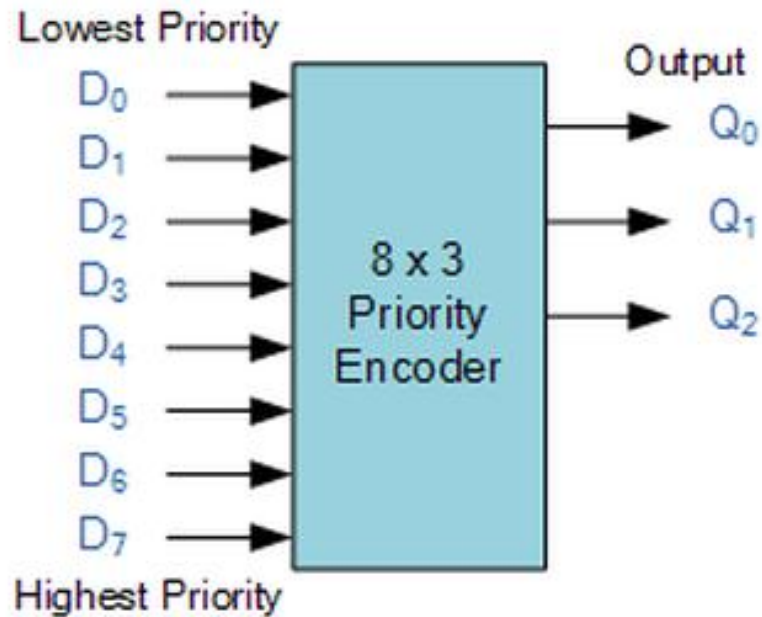 Lowest Priority
Output
D₀
D₁
D₂
D₃
D₄
D₅
D₆
D₇
Highest Priority
8 x 3
Priority
Encoder
Q₀
Q₁
Q₂